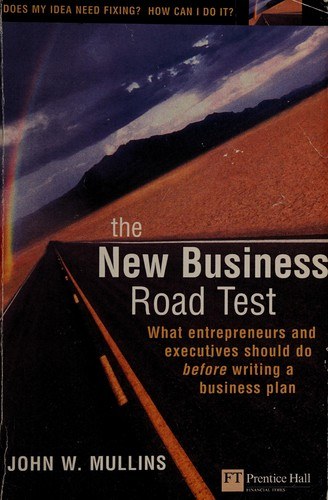 DOES MY IDEA NEED FIXING? HOW CAN I DO IT?
the
New Business
Road Test
What entrepreneurs and
executives should do
before writing a
business plan
JOHN W. MULLINS
FT Prentice Hall
FINANCIAL TIMES